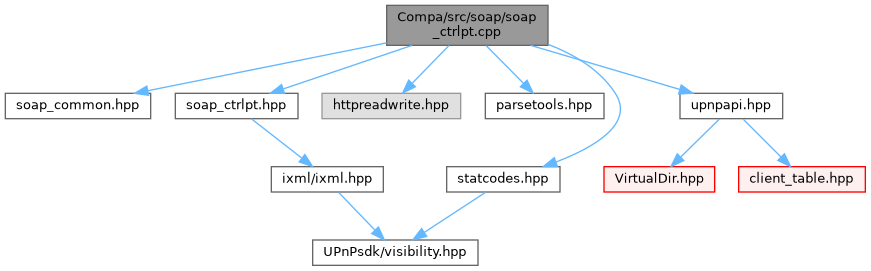 Compa/src/soap/soap
_ctrlpt.cpp
soap_common.hpp
soap_ctrlpt.hpp
httpreadwrite.hpp
parsetools.hpp
upnpapi.hpp
ixml/ixml.hpp
statcodes.hpp
VirtualDir.hpp
client_table.hpp
UPnPsdk/visibility.hpp